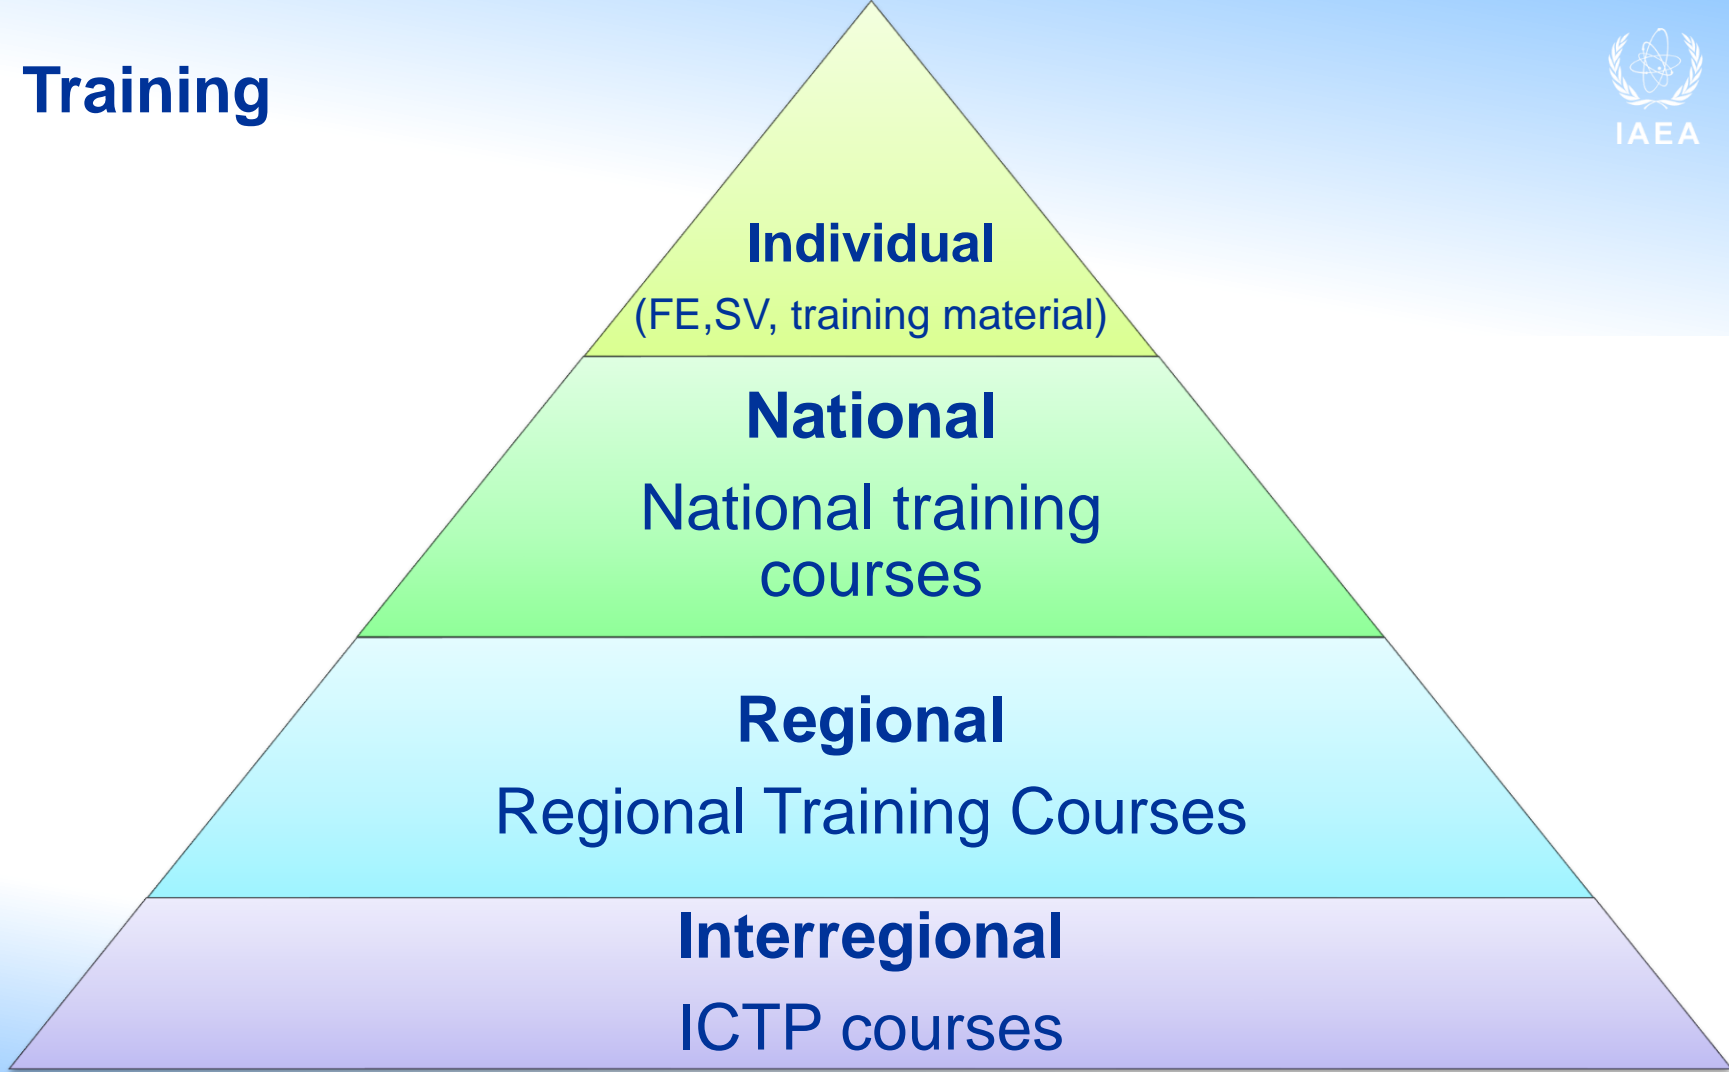 Training
IAEA
Individual
(FE,SV, training material)
National
National training
courses
Regional
Regional Training Courses
Interregional
ICTP courses